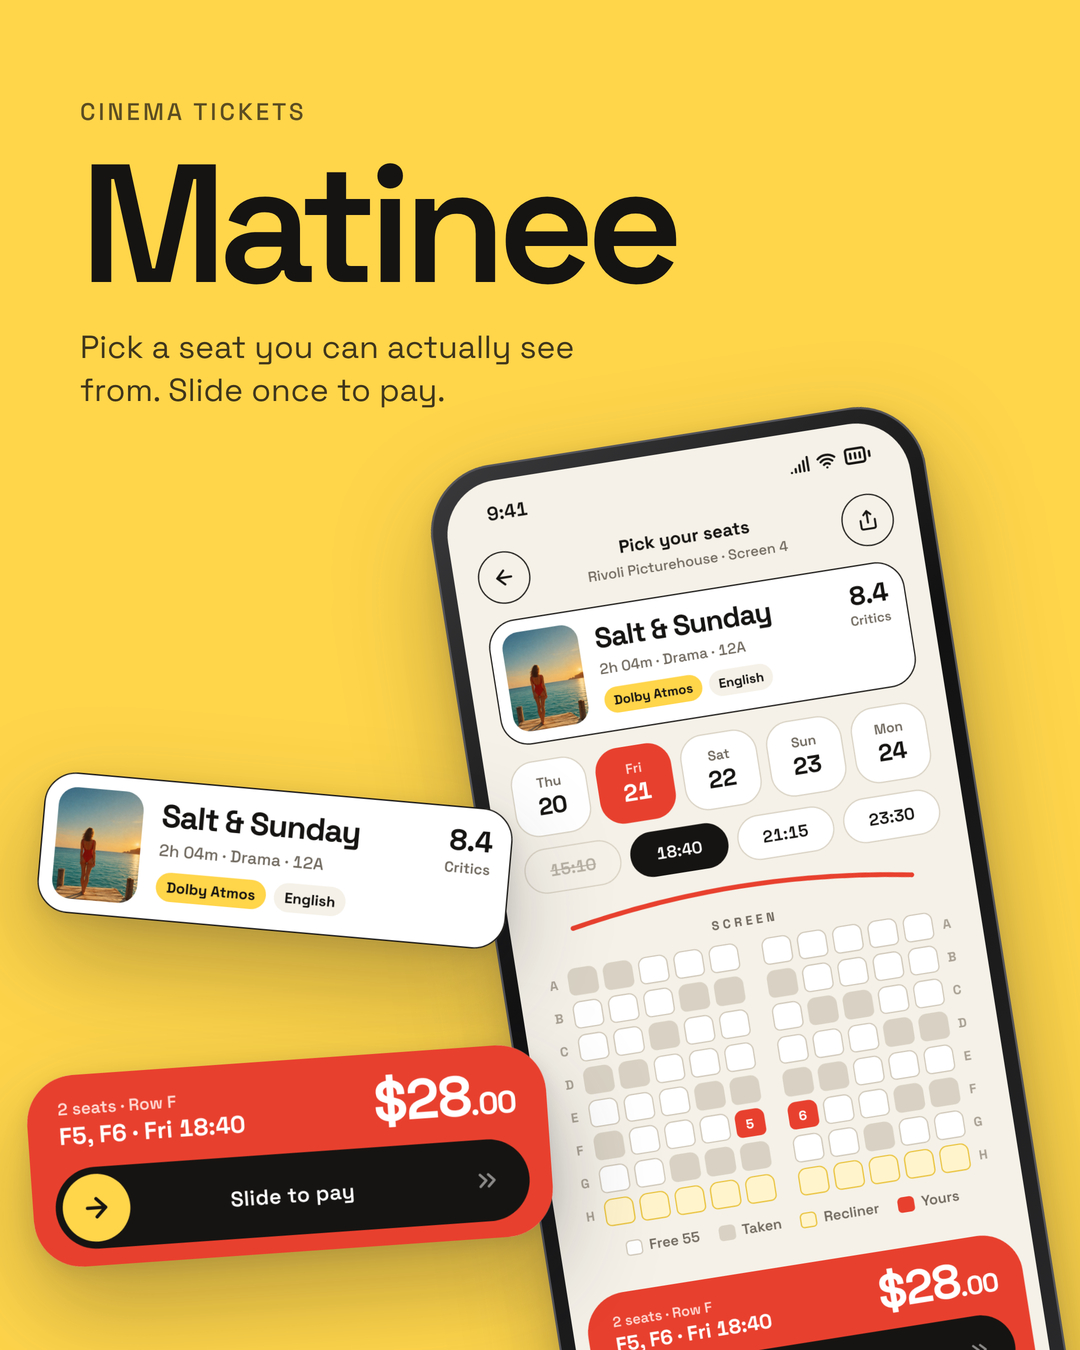 CINEMA TICKETS
Matinee
Pick a seat you can actually see
from. Slide once to pay.
9:41
Pick your seats
Rivoli Picturehouse · Screen 4
Salt & Sunday
8.4
2h 04m · Drama · 12A
Critics
Dolby Atmos
English
Thu
20
Fri
21
Sat
22
Sun
23
Mon
24
15:10
18:40
21:15
23:30
SCREEN
A
A
B
B
C
C
D
D
E
E
F
5
6
F
G
G
H
H
Free 55
Taken
Recliner
Yours
2 seats · Row F
$28.00
F5, F6 · Fri 18:40
Salt & Sunday
8.4
2h 04m · Drama · 12A
Critics
Dolby Atmos
English
2 seats · Row F
$28.00
F5, F6 · Fri 18:40
Slide to pay